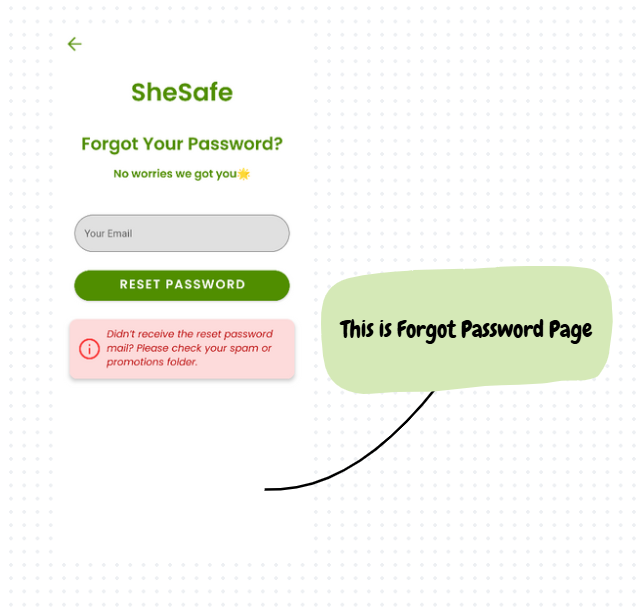 SheSafe
Forgot Your Password?
No worries we got you🌟
Your Email
RESET PASSWORD
Didn't receive the reset password
mail? Please check your spam or
promotions folder.
This is Forgot Password Page